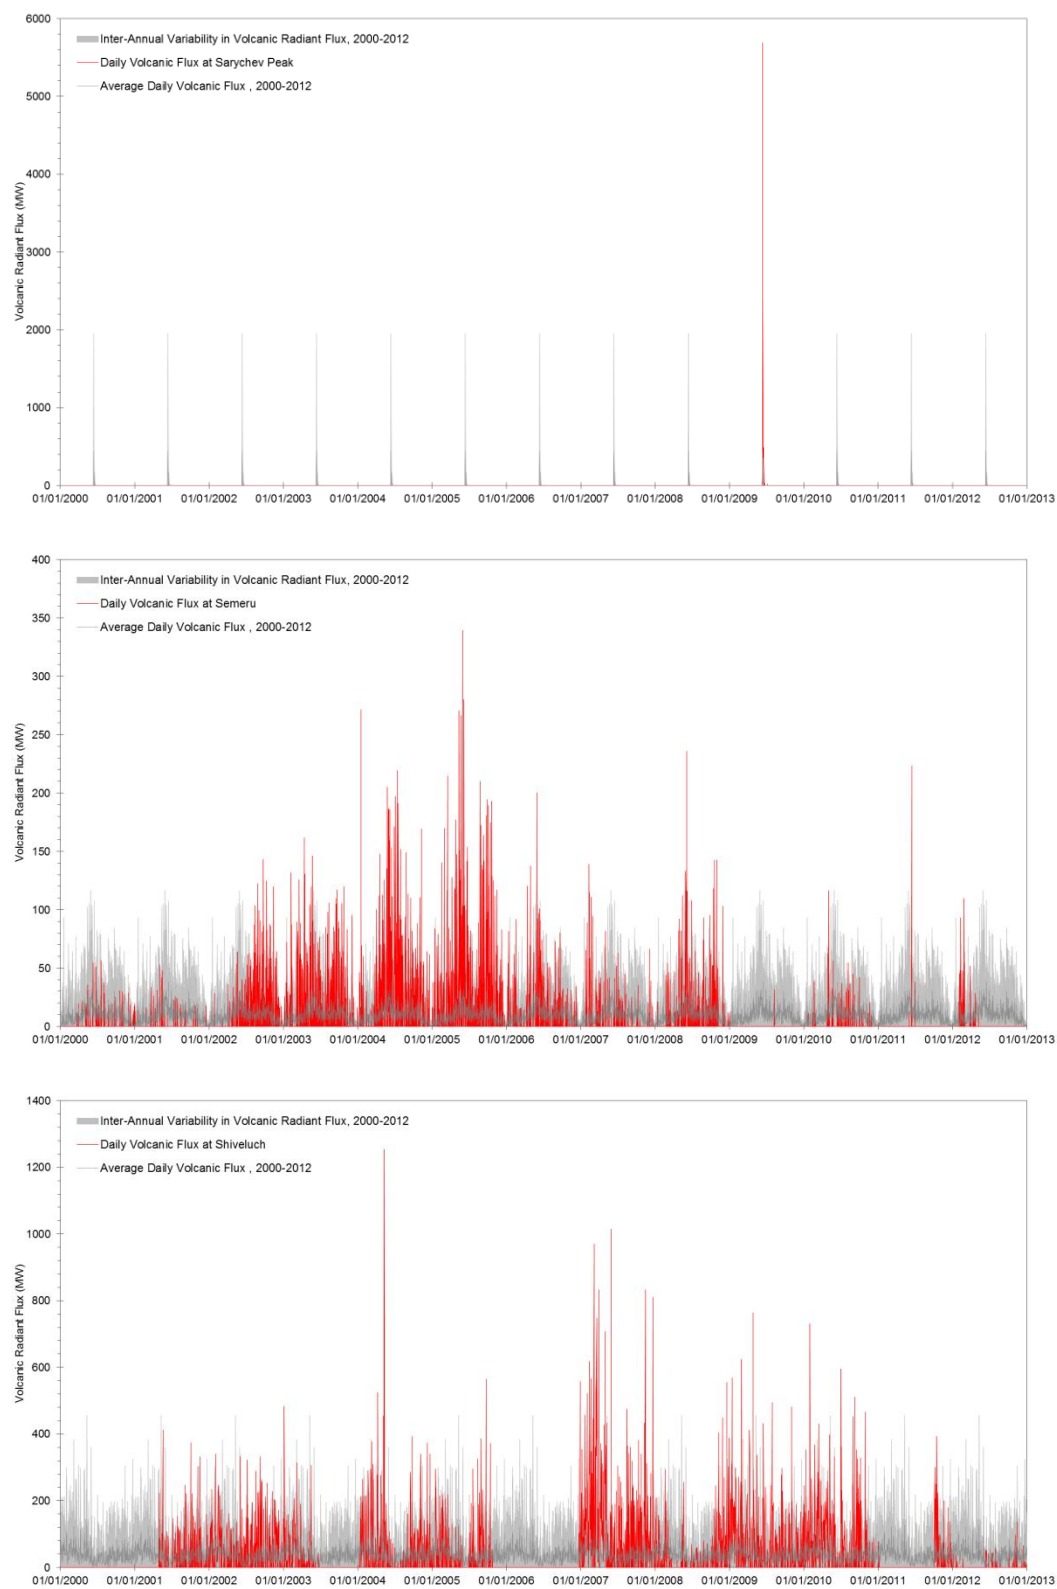 6000
Inter-Annual Variability in Volcanic Radiant Flux, 2000-2012
Daily Volcanic Flux at Sarychev Peak
Average Daily Volcanic Flux , 2000-2012
5000
4000
Volcanic Radiant Flux (MW)
3000
2000
1000
0
01/01/2000 01/01/2001 01/01/2002 01/01/2003 01/01/2004 01/01/2005 01/01/2006 01/01/2007 01/01/2008 01/01/2009 01/01/2010 01/01/2011 01/01/2012 01/01/2013
400
Inter-Annual Variability in Volcanic Radiant Flux, 2000-2012
Daily Volcanic Flux at Semeru
Average Daily Volcanic Flux , 2000-2012
350
300
250
Volcanic Radiant Flux (MW)
200
150
100
50
0
01/01/2000 01/01/2001 01/01/2002 01/01/2003 01/01/2004 01/01/2005 01/01/2006 01/01/2007 01/01/2008 01/01/2009 01/01/2010 01/01/2011 01/01/2012 01/01/2013
1400
Inter-Annual Variability in Volcanic Radiant Flux, 2000-2012
Daily Volcanic Flux at Shiveluch
Average Daily Volcanic Flux , 2000-2012
1200
1000
800
Volcanic Radiant Flux (MW)
600
400
200
0
01/01/2000 01/01/2001 01/01/2002 01/01/2003 01/01/2004 01/01/2005 01/01/2006 01/01/2007 01/01/2008 01/01/2009 01/01/2010 01/01/2011 01/01/2012 01/01/2013